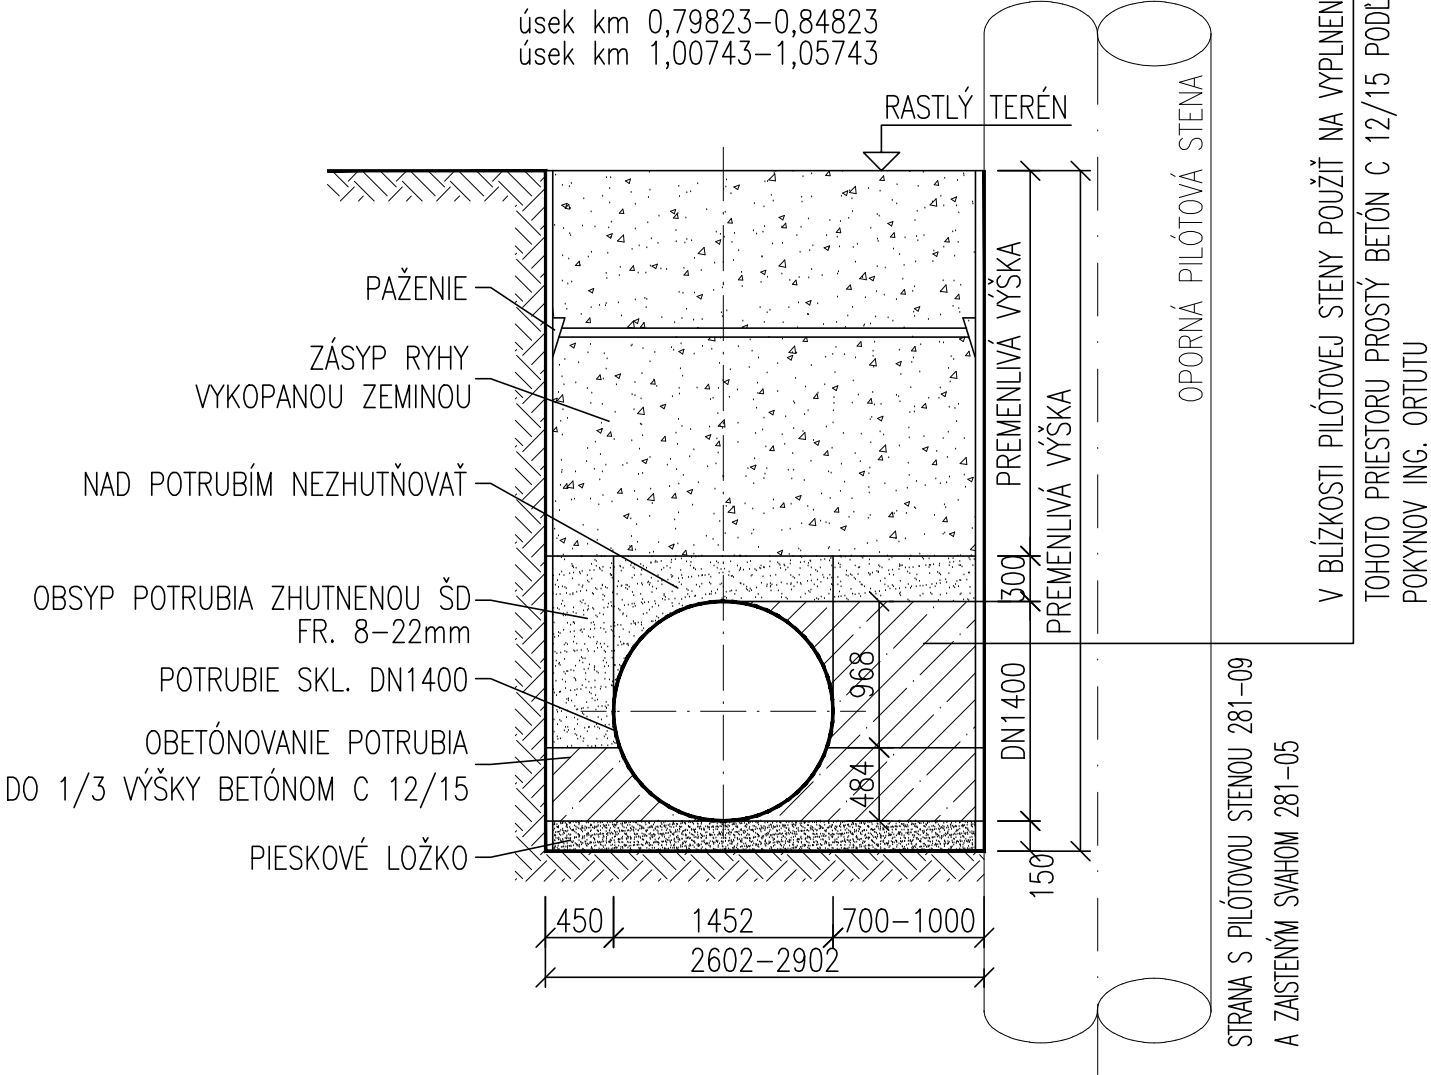 úsek km 0,79823-0,84823
úsek km 1,00743-1,05743
RASTLÝ TERÉN
PAŽENIE
ZÁSYP RYHY
VYKOPANOU ZEMINOU
NAD POTRUBÍM NEZHUTŇOVAŤ
OBSYP POTRUBIA ZHUTNENOU ŠD
FR. 8-22mm
POTRUBIE SKL. DN1400
OBETÓNOVANIE POTRUBIA
DO 1/3 VÝŠKY BETÓNOM C 12/15
PIESKOVÉ LOŽKO
450
1452
700-1000
2602-2902
968
484
PREMENLIVÁ VÝŠKA
300
DN1400
150
PREMENLIVÁ VÝŠKA
OPORNÁ PILÓTOVÁ STENA
STRANA S PILÓTOVOU STENOU 281-09
A ZAISTENÝM SVAHOM 281-05
V BLÍZKOSTI PILÓTOVEJ STENY POUŽIŤ NA
TOHOTO PRIESTORU PROSTÝ BETÓN C 12/15
POKYNOV ING. ORTUTU